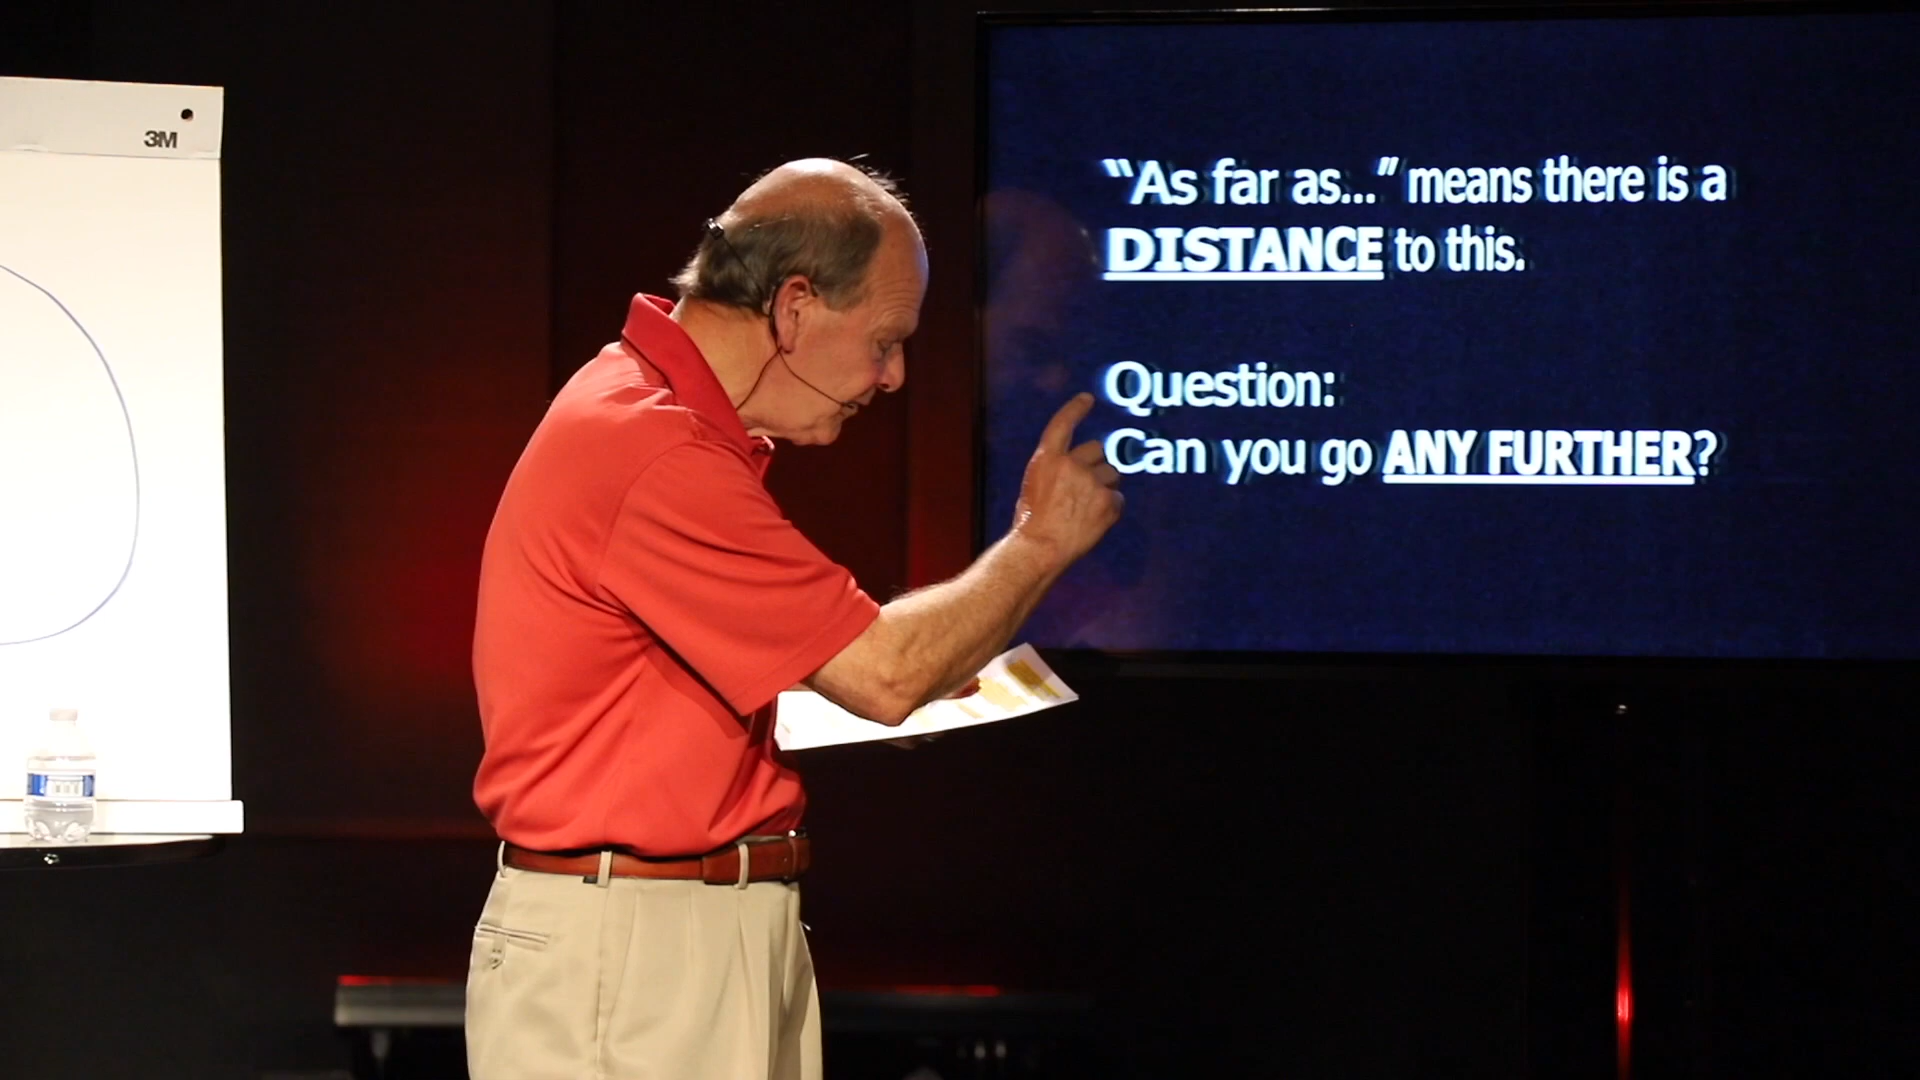 3M
“As far as...” means there is a
DISTANCE to this.
Question:
Can you go ANY FURTHER?